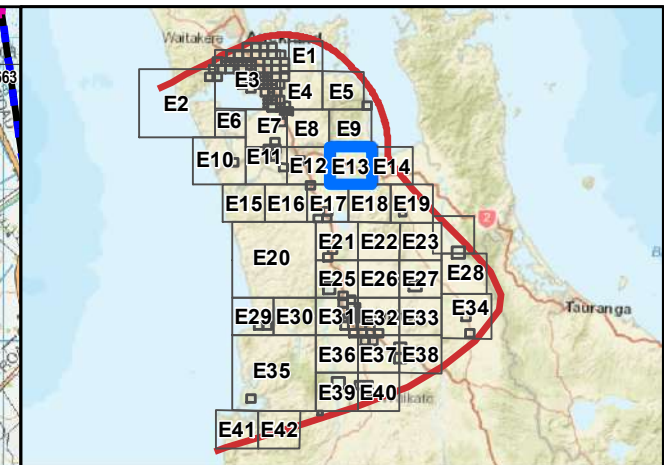 Waitakere
E1
E3
E4 E5
E2
563
E6 E7 E8 E9
E10 E11 E12 E13 E14
E15 E16 E17 E18 E19
2
E21 E22 E23
E20
E28
E25 E26 E27
Tauranga
E34
E29 E30 E31 E32 E33
E36 E37 E38
E35
E39 E40
E41 E42